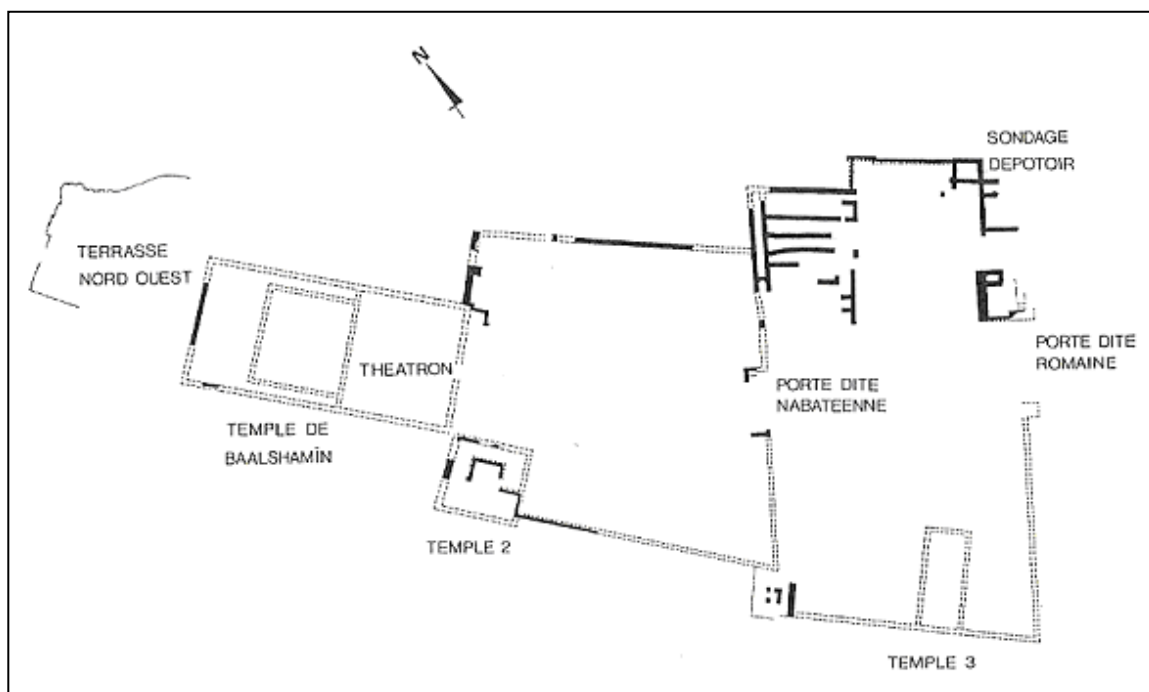 N
SONDAGE
DEPOTOIR
TERRASSE
NORD OUEST
THEATRON
PORTE DITE
ROMAINE
PORTE DITE
NABATEENNE
TEMPLE DE
BAALSHAMÎN
TEMPLE 2
TEMPLE 3